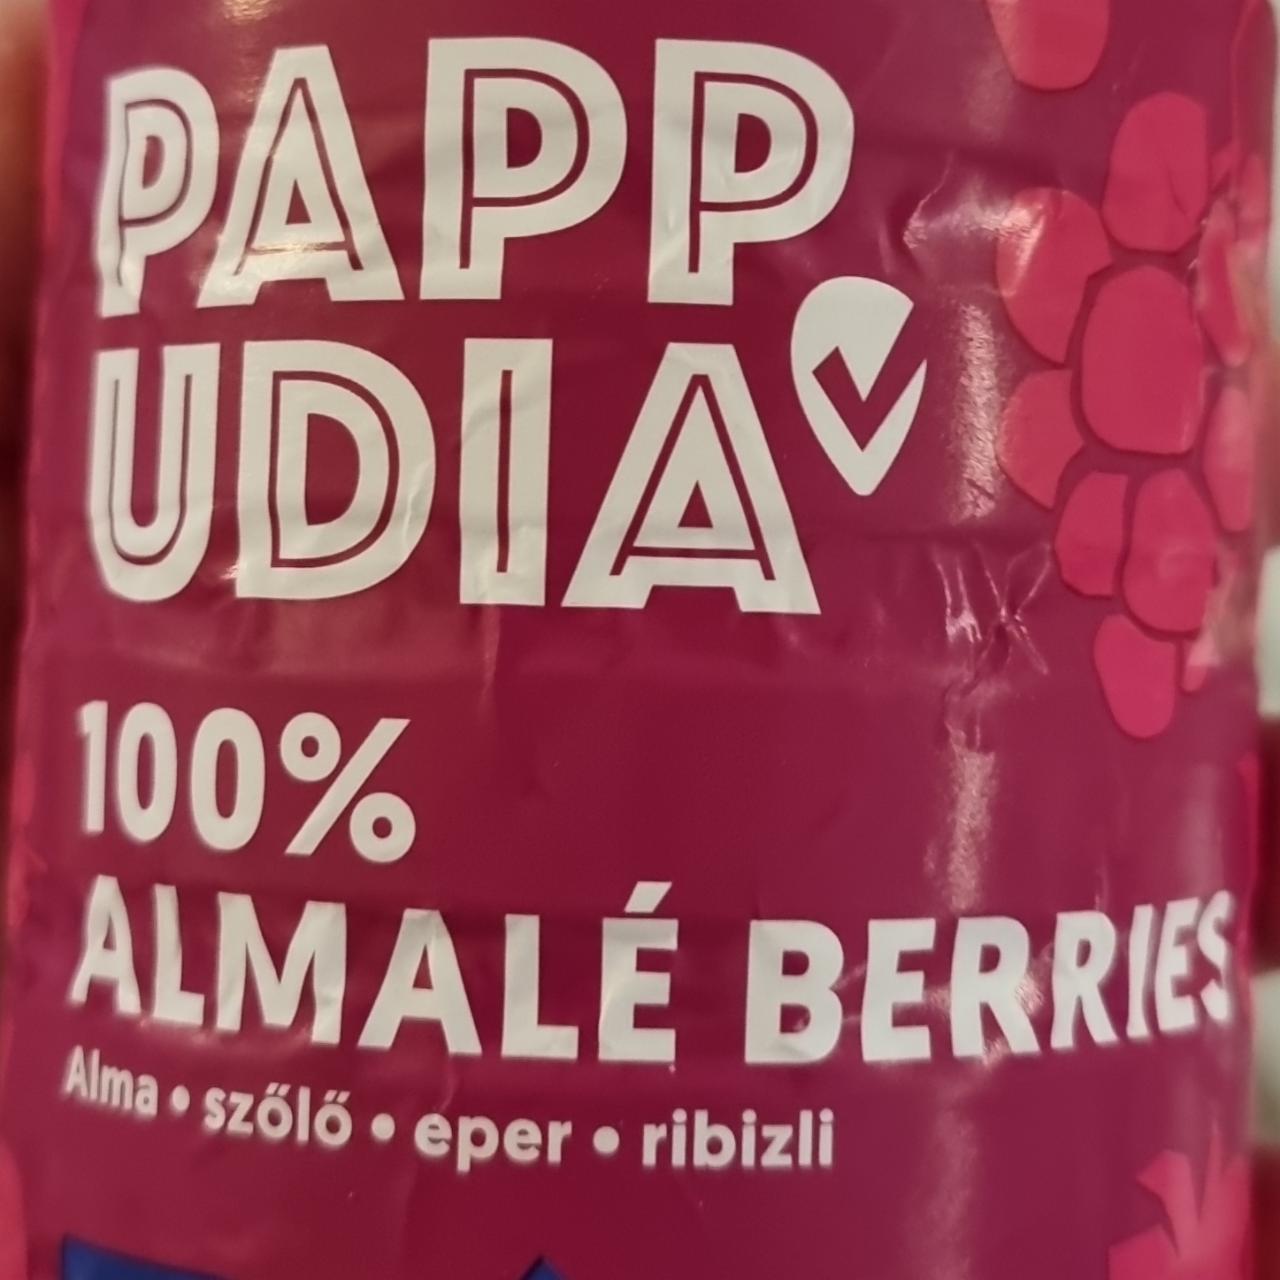 PAPP
UDIA
100%
ALMALÉ BERRIES
Alma • szőlő • eper • ribizli